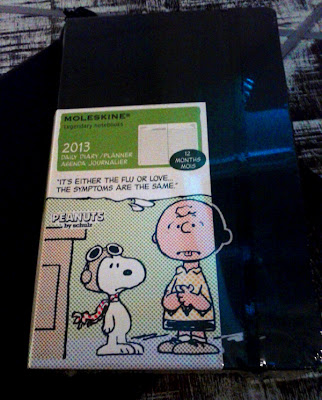 MOLESKINE®
Legendary notebooks
2013
DAILY DIARY/PLANNER
AGENDA JOURNALIER
12
MONTHS
MOIS
"IT'S EITHER THE FLU OR LOVE...
THE SYMPTOMS ARE THE SAME."
PEANUTS
by schulz